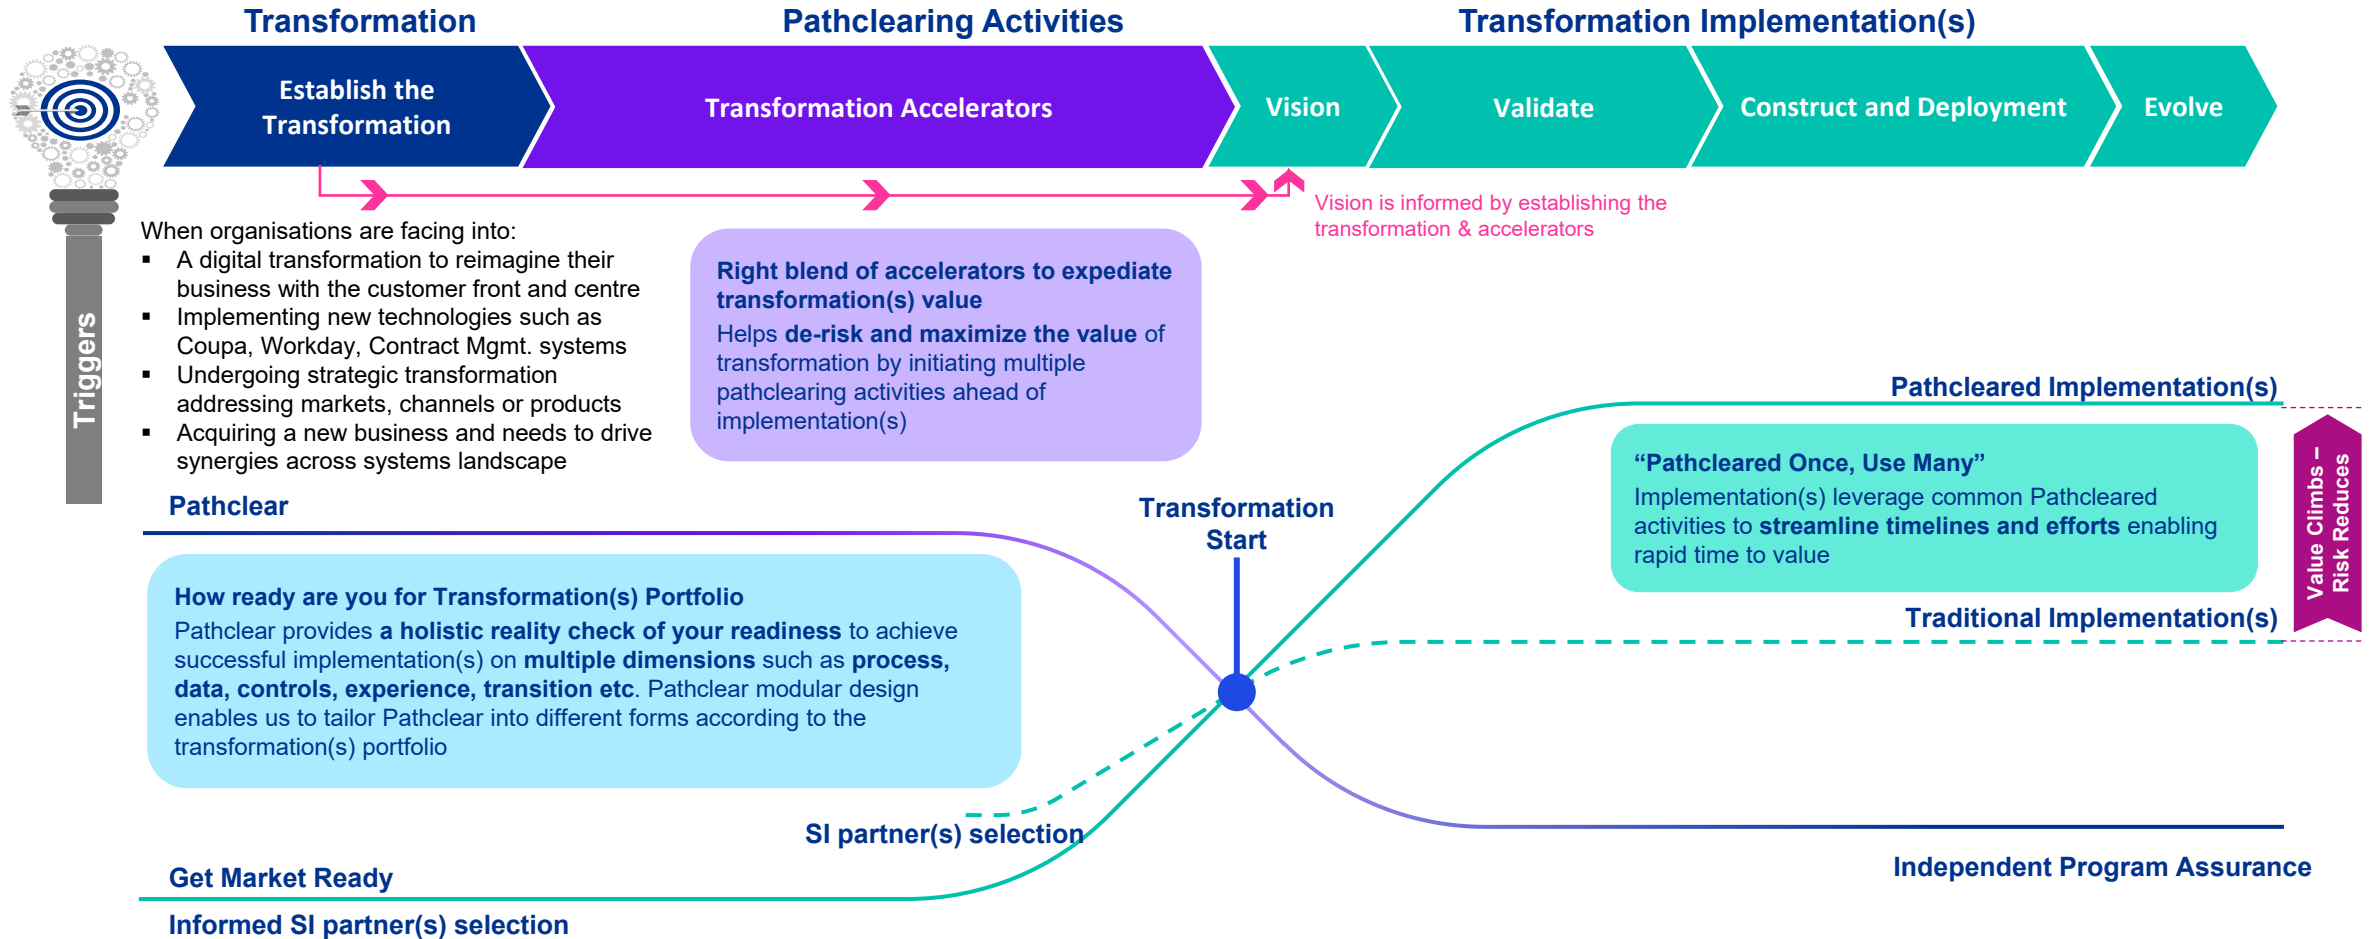 Transformation
Pathclearing Activities
Transformation Implementation(s)
Establish the
Transformation
Transformation Accelerators
Vision
Validate
Construct and Deployment
Evolve
Vision is informed by establishing the
transformation & accelerators
Triggers
When organisations are facing into:
▪ A digital transformation to reimagine their
business with the customer front and centre
▪ Implementing new technologies such as
Coupa, Workday, Contract Mgmt. systems
▪ Undergoing strategic transformation
addressing markets, channels or products
▪ Acquiring a new business and needs to drive
synergies across systems landscape
Right blend of accelerators to expediate
transformation(s) value
Helps de-risk and maximize the value of
transformation by initiating multiple
pathclearing activities ahead of
implementation(s)
Pathcleared Implementation(s)
“Pathcleared Once, Use Many”
Implementation(s) leverage common Pathcleared
activities to streamline timelines and efforts enabling
rapid time to value
Value Climbs –
Risk Reduces
Traditional Implementation(s)
Pathclear
Transformation
Start
How ready are you for Transformation(s) Portfolio
Pathclear provides a holistic reality check of your readiness to achieve
successful implementation(s) on multiple dimensions such as process,
data, controls, experience, transition etc. Pathclear modular design
enables us to tailor Pathclear into different forms according to the
transformation(s) portfolio
SI partner(s) selection
Get Market Ready
Informed SI partner(s) selection
Independent Program Assurance